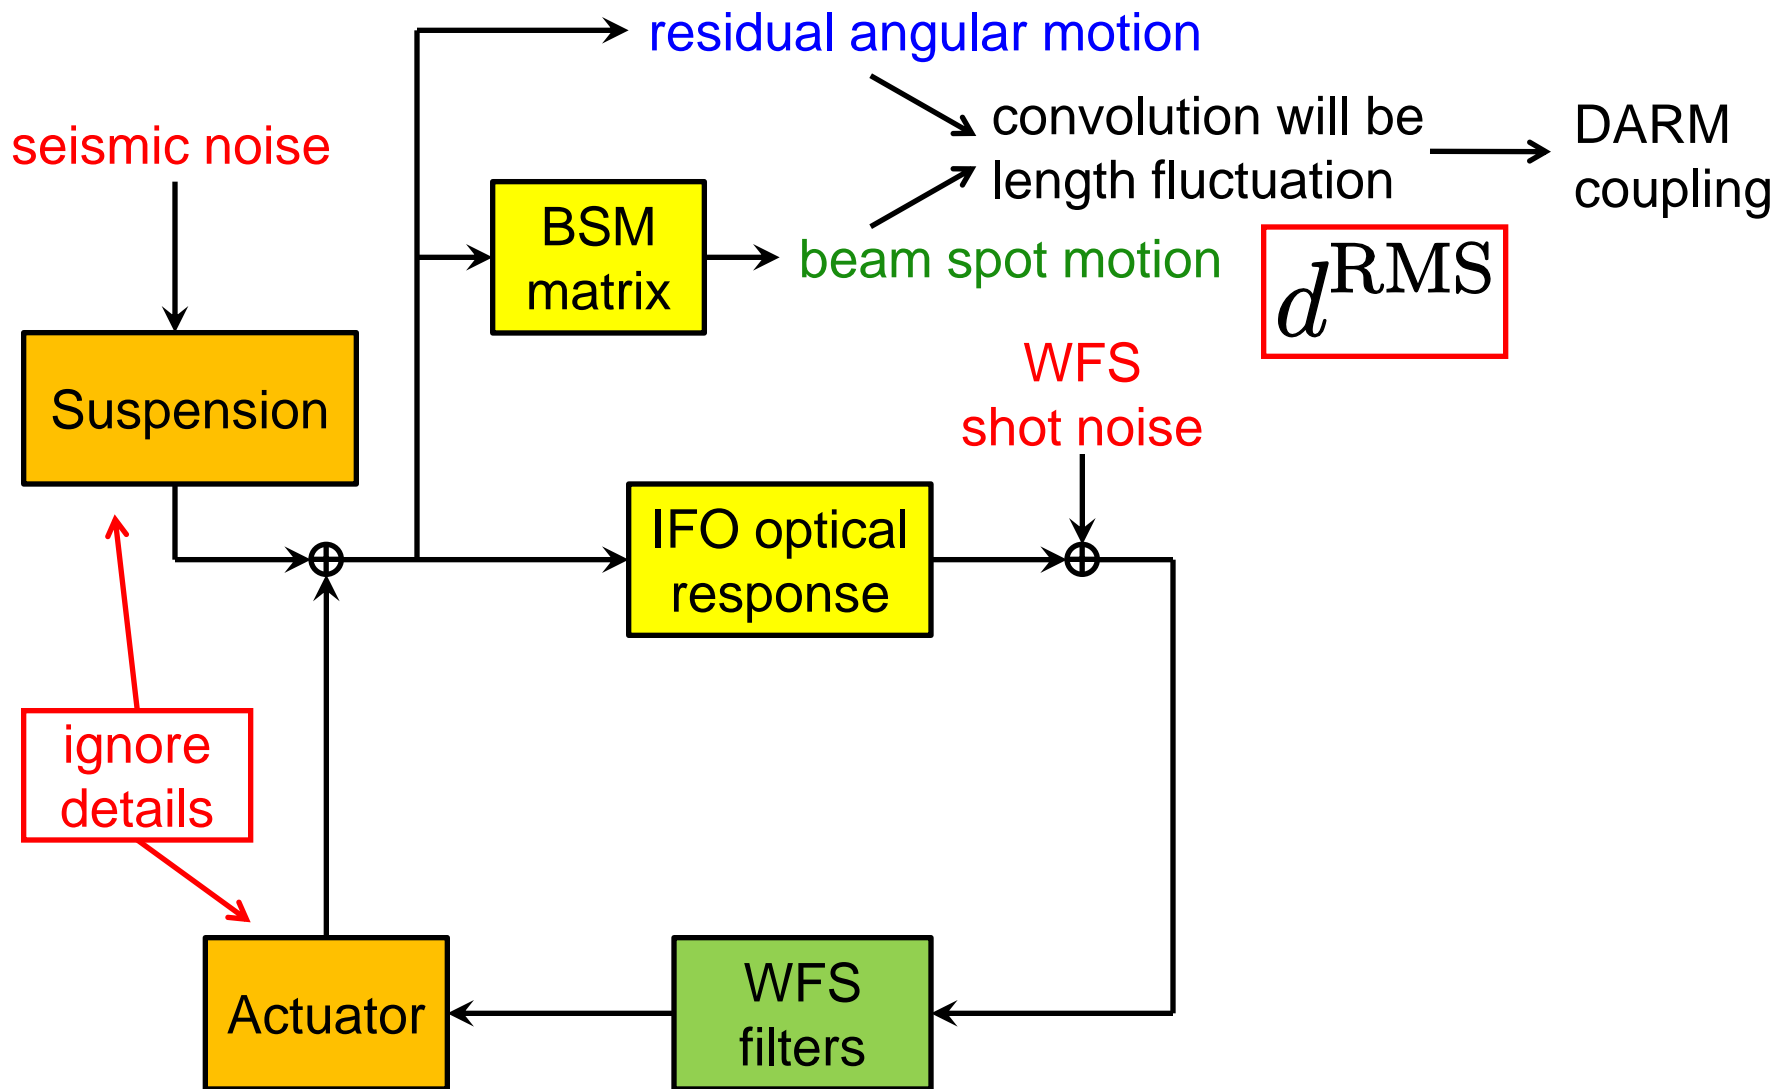 residual angular motion
seismic noise
convolution will be
length fluctuation
DARM
coupling
BSM
matrix
beam spot motion
d^RMS
Suspension
WFS
shot noise
IFO optical
response
ignore
details
Actuator
WFS
filters